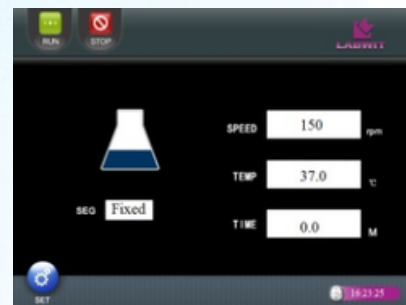 RUN
STOP
LABWIT
SPEED 150 rpm
TEMP 37.0 ℃
SEQ Fixed
TIME 0.0 M
SET
16:23:25